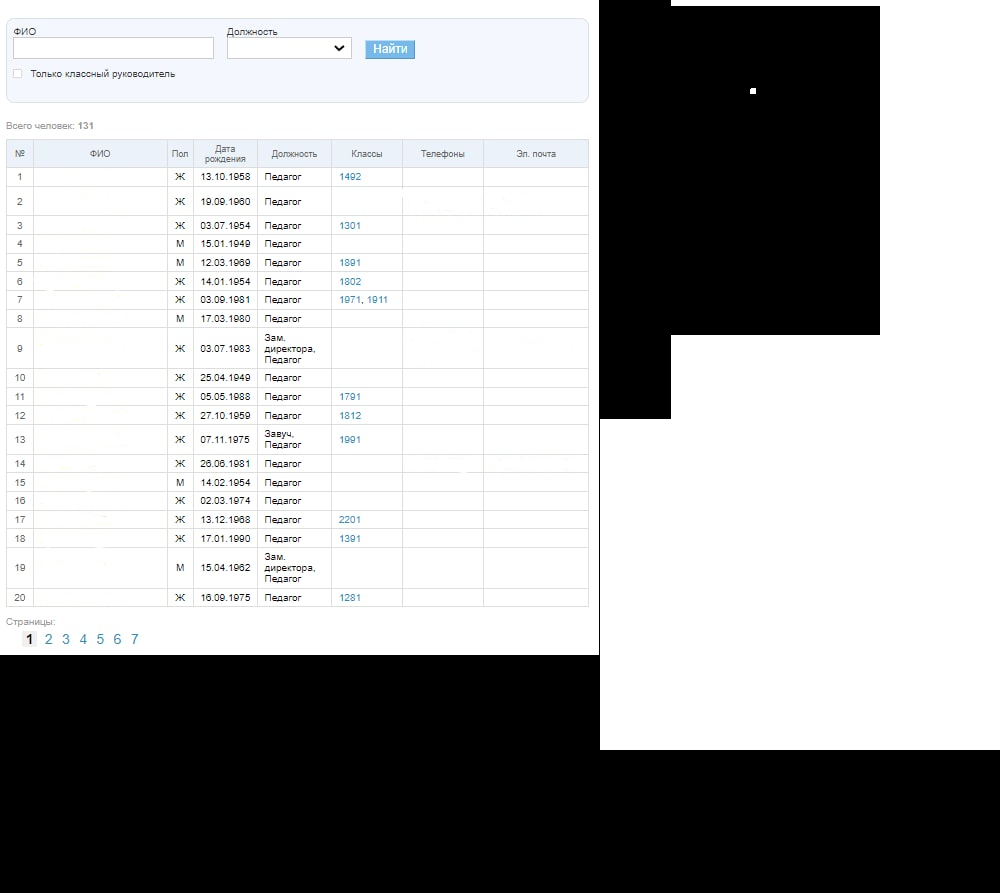 ФИО Должность
Найти
Только классный руководитель
Всего человек: 131
№ ФИО Пол Дата рождения Должность Классы Телефоны Эл. почта
1 Ж 13.10.1958 Педагог 1492
2 Ж 19.09.1960 Педагог
3 Ж 03.07.1954 Педагог 1301
4 М 15.01.1949 Педагог
5 М 12.03.1969 Педагог 1891
6 Ж 14.01.1954 Педагог 1802
7 Ж 03.09.1981 Педагог 1971, 1911
8 М 17.03.1980 Педагог
9 Ж 03.07.1983 Зам. директора, Педагог
10 Ж 25.04.1949 Педагог
11 Ж 05.05.1988 Педагог 1791
12 Ж 27.10.1959 Педагог 1812
13 Ж 07.11.1975 Завуч, Педагог 1991
14 Ж 26.06.1981 Педагог
15 М 14.02.1954 Педагог
16 Ж 02.03.1974 Педагог
17 Ж 13.12.1968 Педагог 2201
18 Ж 17.01.1990 Педагог 1391
19 М 15.04.1962 Зам. директора, Педагог
20 Ж 16.09.1975 Педагог 1281
Страницы:
1 2 3 4 5 6 7